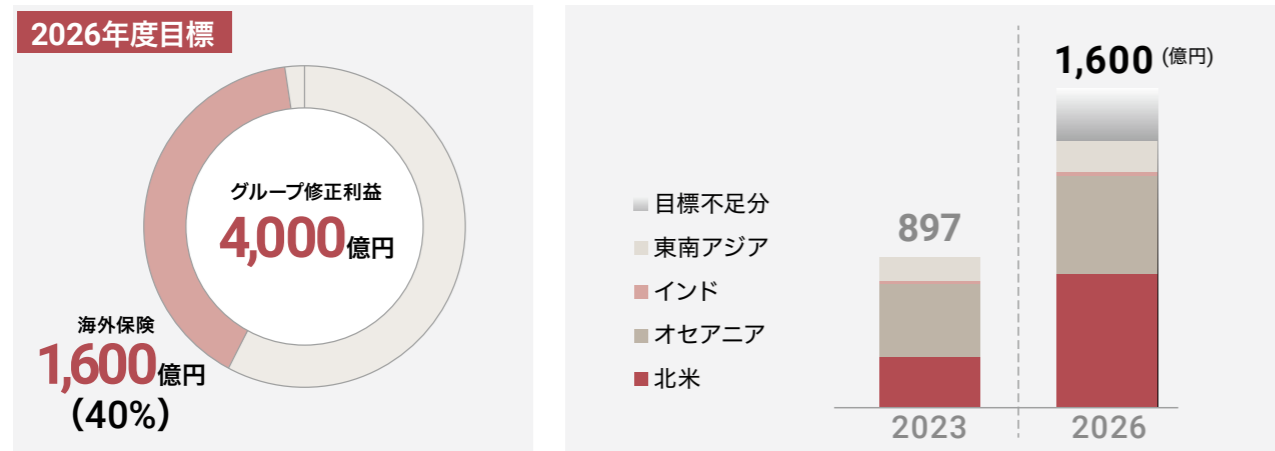 2026年度目標
グループ修正利益
4,000億円
海外保険
1,600億円
(40%)
1,600 (億円)
897
目標不足分
東南アジア
インド
オセアニア
北米
2023
2026